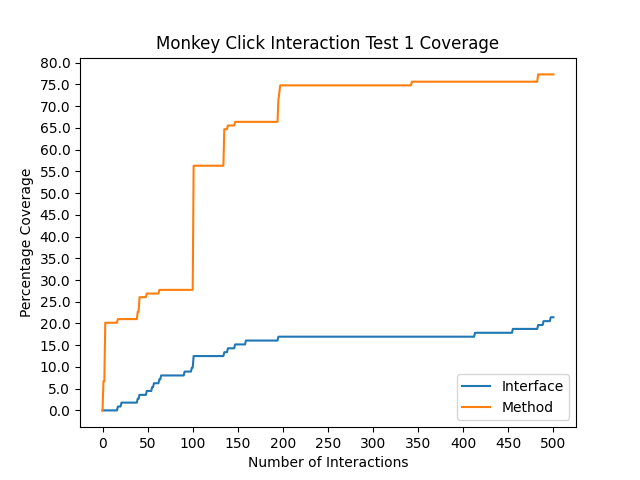 Monkey Click Interaction Test 1 Coverage
80.0
75.0
70.0
65.0
60.0
55.0
50.0
45.0
40.0
35.0
30.0
25.0
20.0
15.0
10.0
5.0
0.0
Percentage Coverage
Interface
Method
0 50 100 150 200 250 300 350 400 450 500
Number of Interactions